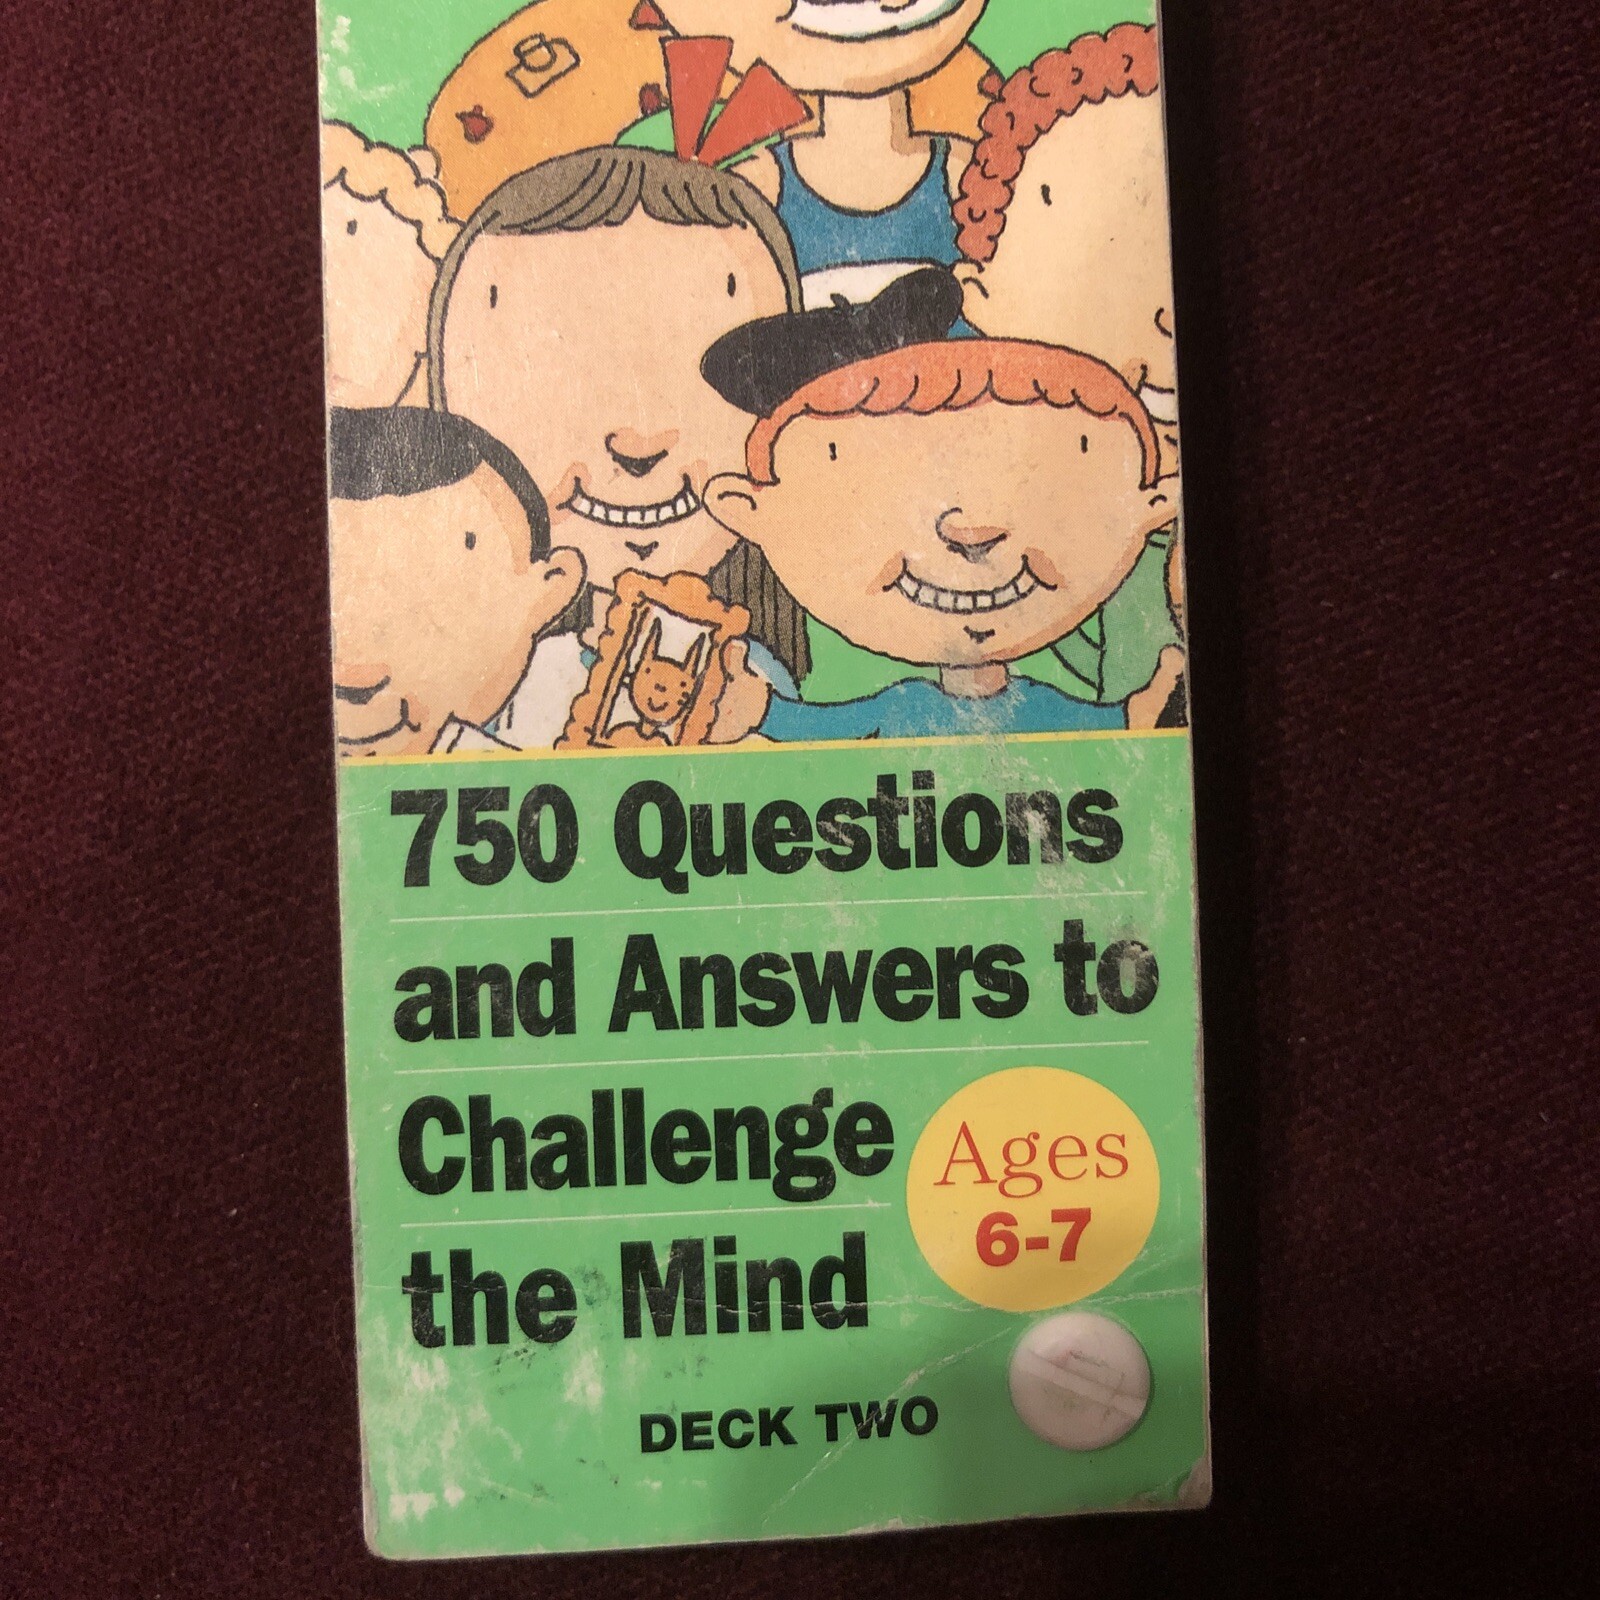 750 Questions
and Answers to
Challenge
the Mind
Ages
6-7
DECK TWO